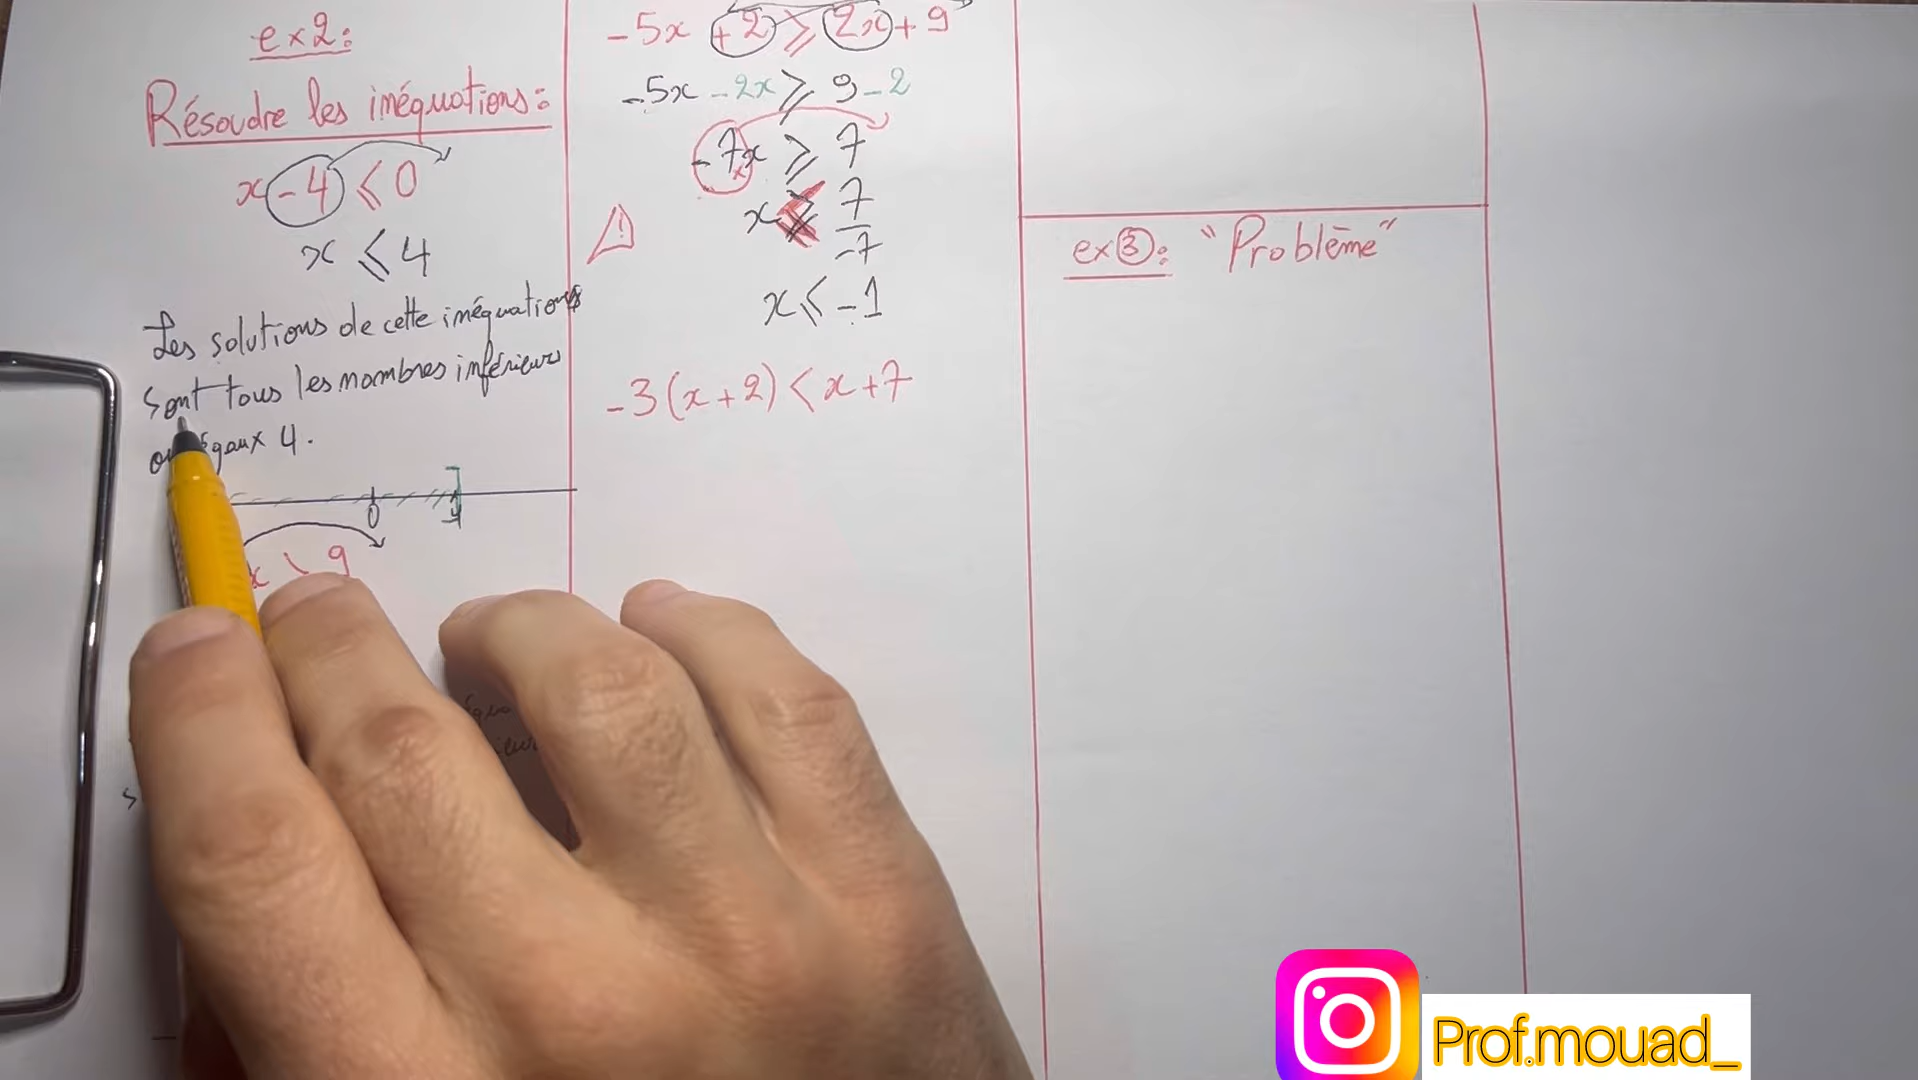 ex2:
Résoudre les inéquations:
x - 4 ⩽ 0
x ⩽ 4
Les solutions de cette inéquations
sont tous les nombres inférieurs
égaux 4.
0
x 9
-5x +2 ⩾ 2x + 9
-5x - 2x ⩾ 9 - 2
-7x ⩾ 7
x ⩽ 7/-7
x ⩽ -1
-3(x+2) < x+7
ex③: "Problème"
Prof.mouad_